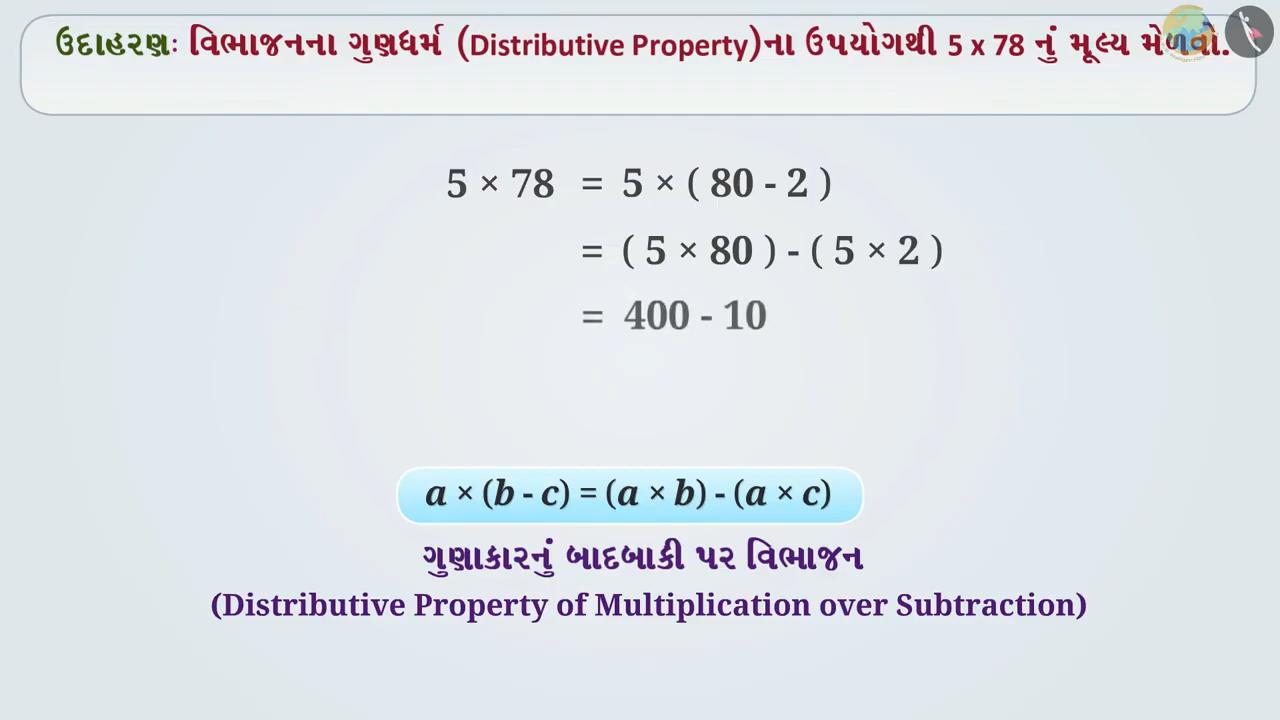 ઉદાહરણઃ વિભાજનના ગુણધર્મ (Distributive Property)ના ઉપયોગથી 5 x 78 નું મૂલ્ય મેળવો.
5 × 78 = 5 × ( 80 - 2 )
= ( 5 × 80 ) - ( 5 × 2 )
= 400 - 10
a × (b - c) = (a × b) - (a × c)
ગુણાકારનું બાદબાકી પર વિભાજન
(Distributive Property of Multiplication over Subtraction)